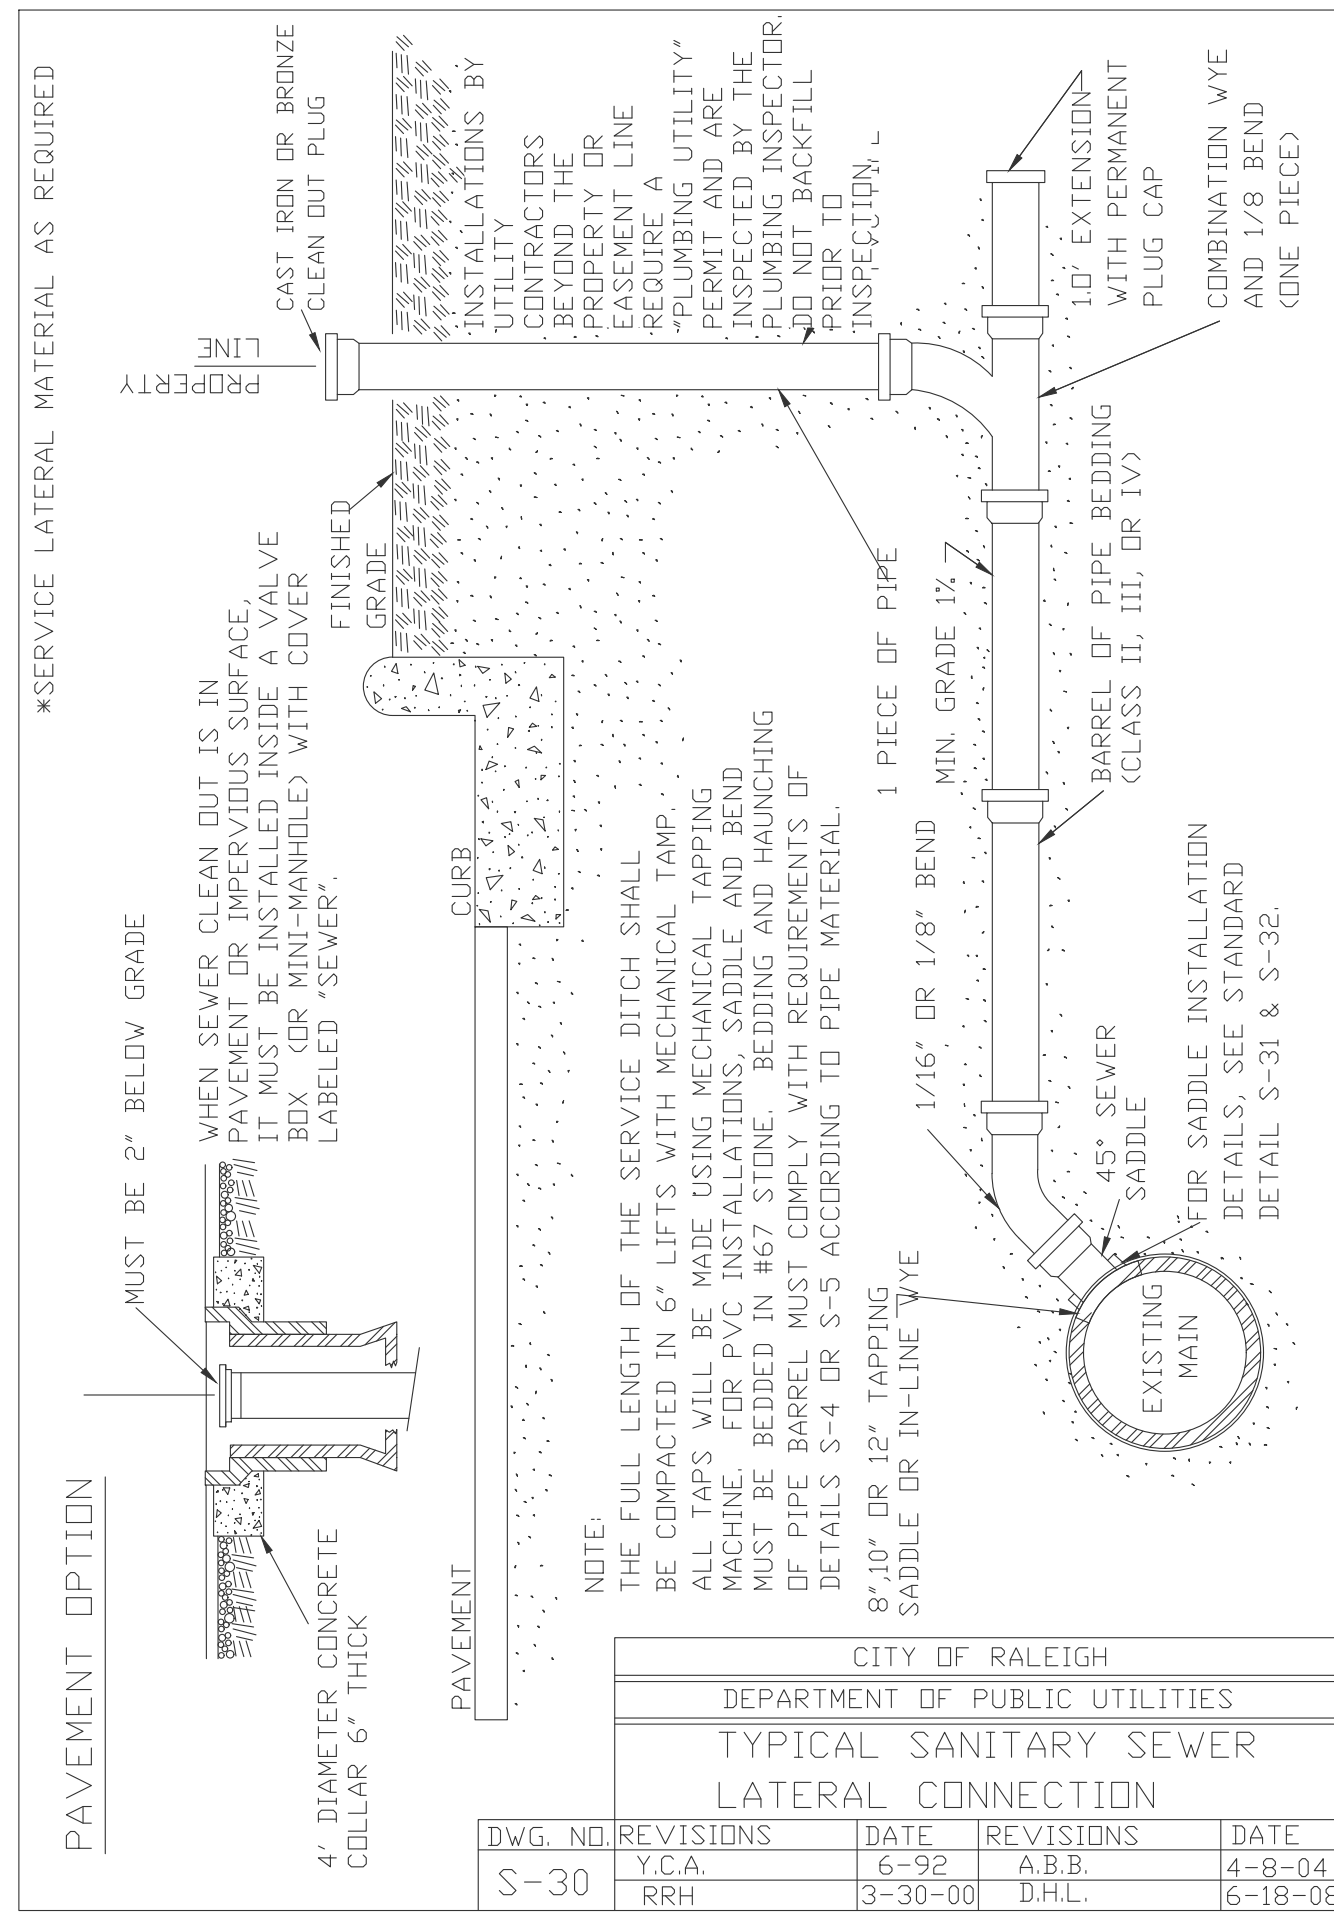 *SERVICE LATERAL MATERIAL AS REQUIRED
PAVEMENT OPTION
MUST BE 2" BELOW GRADE
WHEN SEWER CLEAN OUT IS IN
PAVEMENT OR IMPERVIOUS SURFACE,
IT MUST BE INSTALLED INSIDE A VALVE
BOX (OR MINI-MANHOLE) WITH COVER
LABELED "SEWER".
4' DIAMETER CONCRETE
COLLAR 6" THICK
PROPERTY
LINE
CAST IRON OR BRONZE
CLEAN OUT PLUG
FINISHED
GRADE
CURB
PAVEMENT
INSTALLATIONS BY
UTILITY
CONTRACTORS
BEYOND THE
PROPERTY OR
EASEMENT LINE
REQUIRE A
"PLUMBING UTILITY"
PERMIT AND ARE
INSPECTED BY THE
PLUMBING INSPECTOR.
DO NOT BACKFILL
PRIOR TO
INSPECTION.
NOTE:
THE FULL LENGTH OF THE SERVICE DITCH SHALL
BE COMPACTED IN 6" LIFTS WITH MECHANICAL TAMP.
ALL TAPS WILL BE MADE USING MECHANICAL TAPPING
MACHINE. FOR PVC INSTALLATIONS, SADDLE AND BEND
MUST BE BEDDED IN #67 STONE. BEDDING AND HAUNCHING
OF PIPE BARREL MUST COMPLY WITH REQUIREMENTS OF
DETAILS S-4 OR S-5 ACCORDING TO PIPE MATERIAL.
1 PIECE OF PIPE
MIN. GRADE 1%
8",10" OR 12" TAPPING
SADDLE OR IN-LINE WYE
1/16" OR 1/8" BEND
45° SEWER
SADDLE
EXISTING
MAIN
FOR SADDLE INSTALLATION
DETAILS, SEE STANDARD
DETAIL S-31 & S-32.
BARREL OF PIPE BEDDING
(CLASS II, III, OR IV)
1.0' EXTENSION
WITH PERMANENT
PLUG CAP
COMBINATION WYE
AND 1/8 BEND
(ONE PIECE)
CITY OF RALEIGH
DEPARTMENT OF PUBLIC UTILITIES
TYPICAL SANITARY SEWER
LATERAL CONNECTION
DWG. NO. REVISIONS DATE REVISIONS DATE
S-30 Y.C.A. 6-92 A.B.B. 4-8-04
RRH 3-30-00 D.H.L. 6-18-08